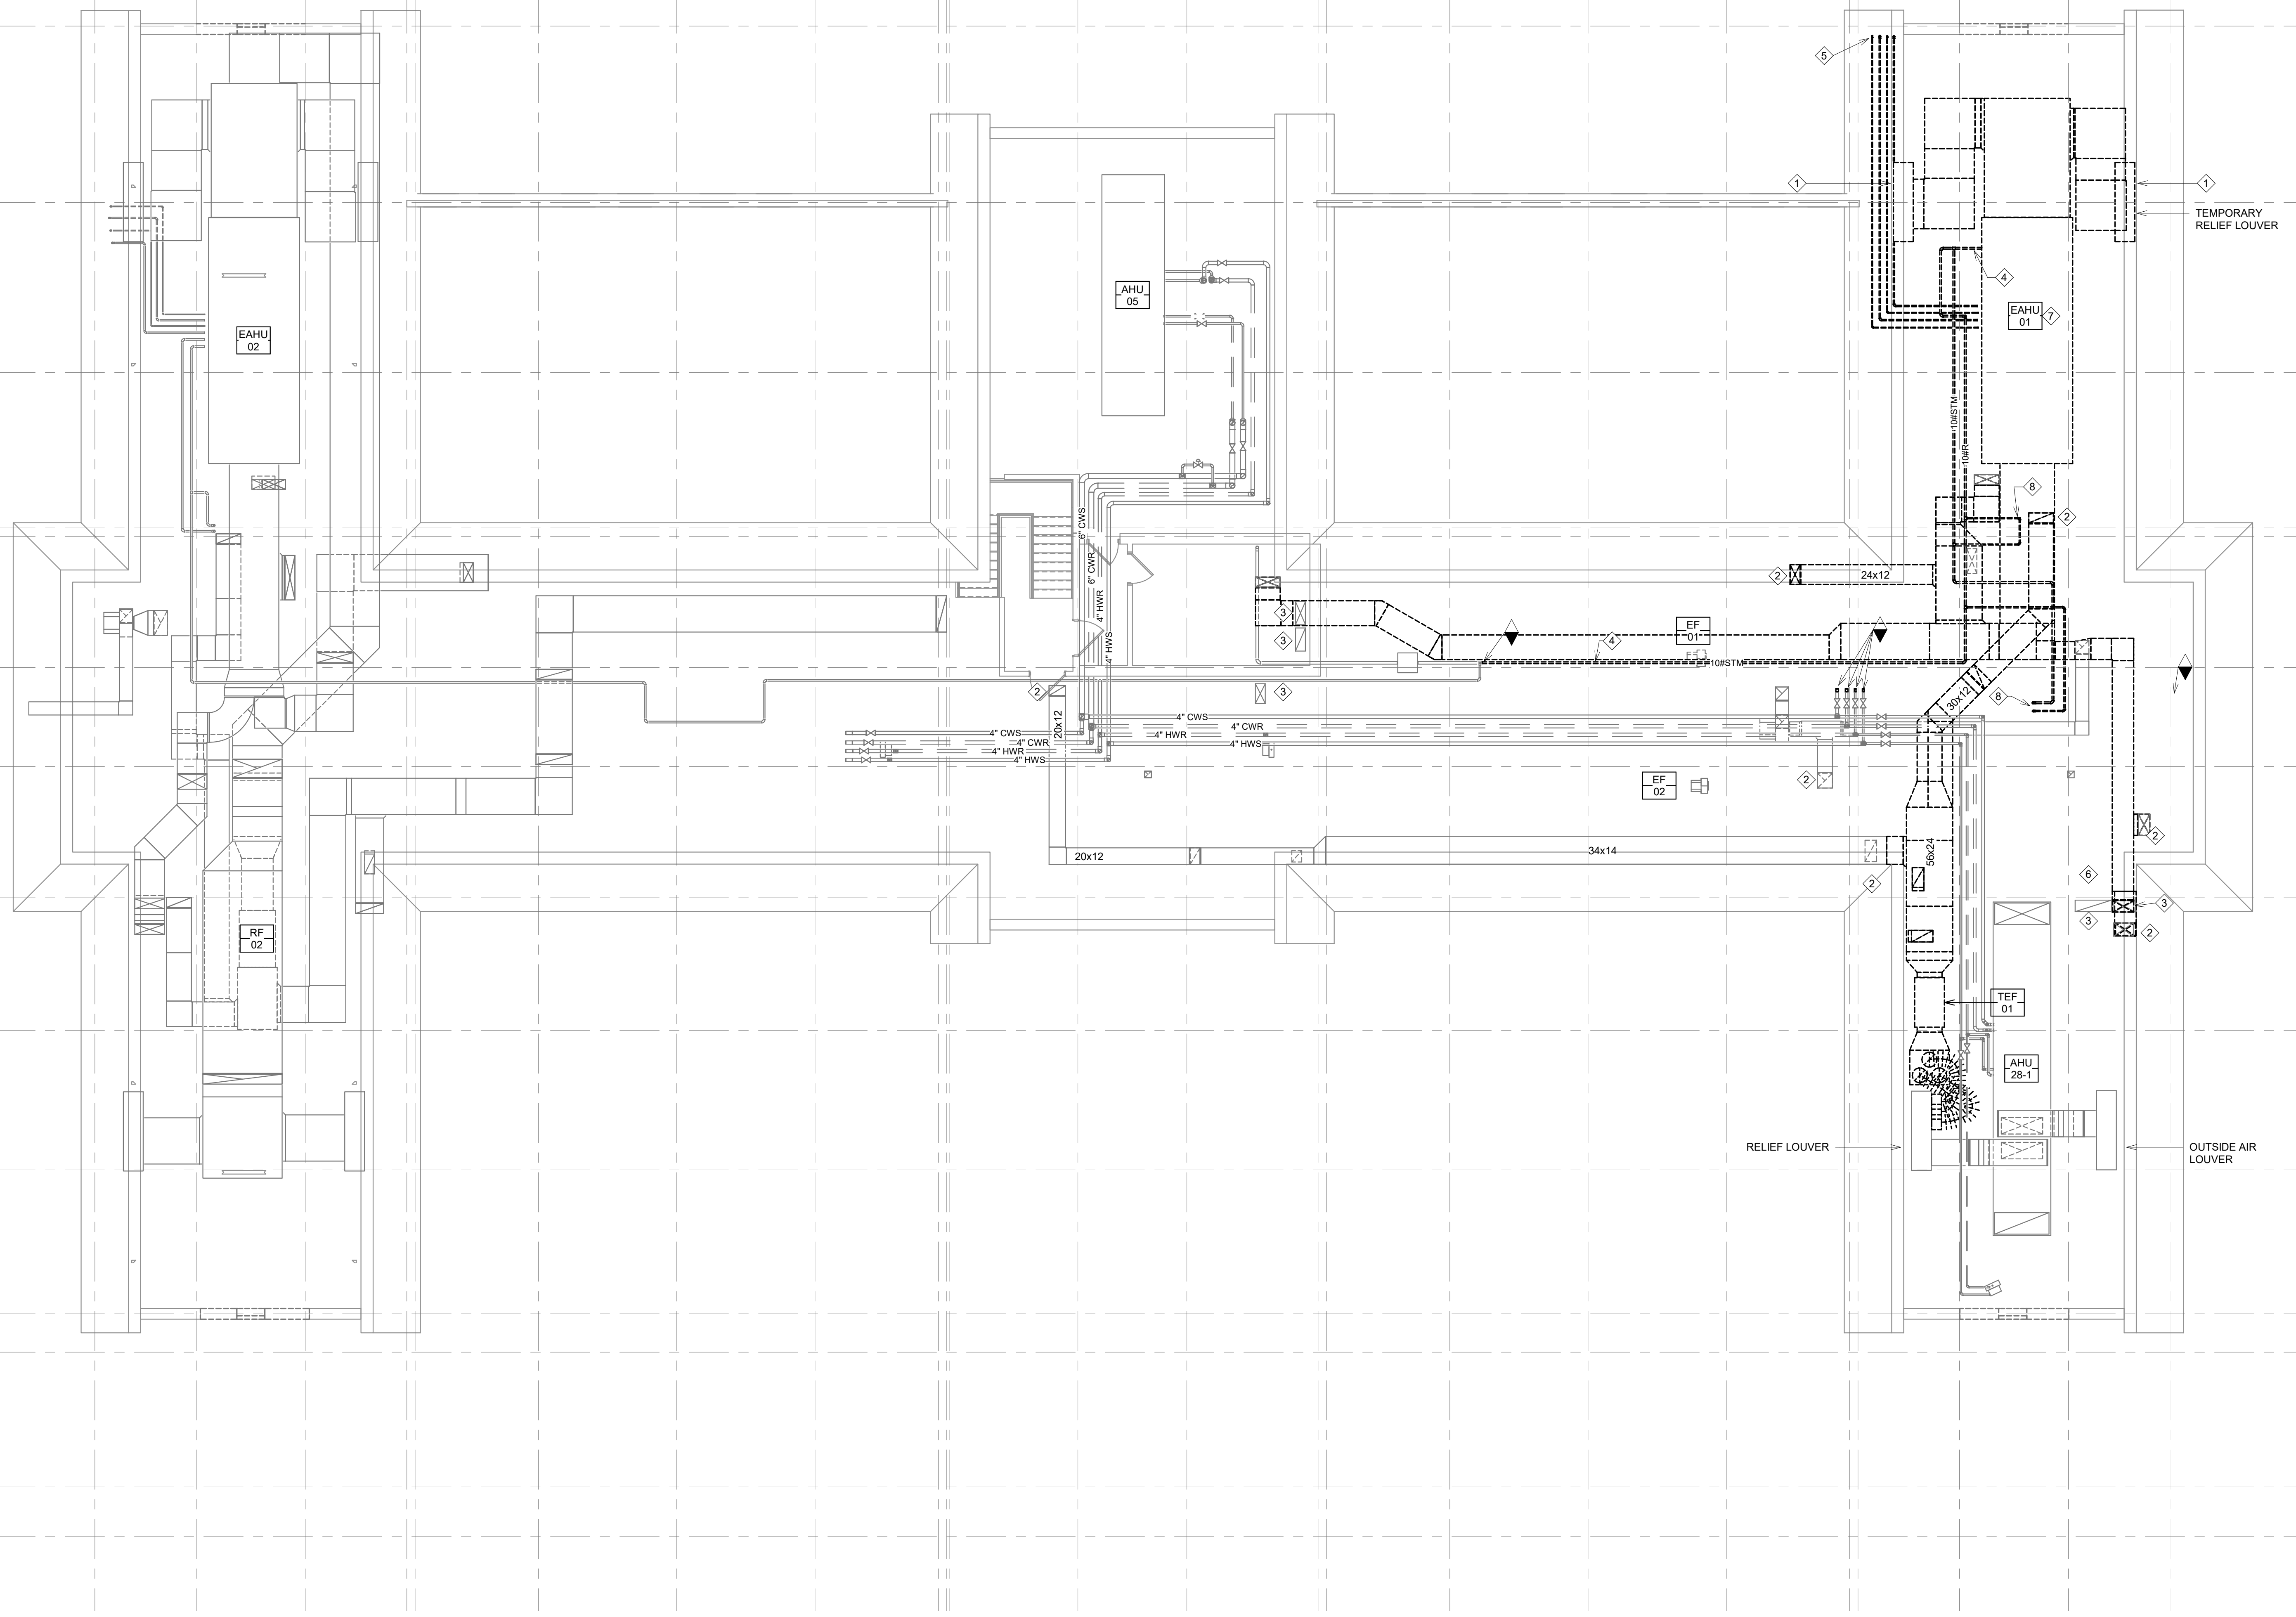 5
1
1
TEMPORARY
RELIEF LOUVER
4
AHU
05
EAHU
01
7
EAHU
02
10#STM
10#R
8
2
6" CWS
6" CWR
4" HWR
4" HWS
2
24x12
3
3
EF
01
4
10#STM
2
3
20x12
30x12
8
4" CWS
4" CWR
4" HWR
4" HWS
4" CWS
4" CWR
4" HWR
4" HWS
EF
02
2
2
20x12
34x14
56x24
2
6
3
3
2
RF
02
TEF
01
AHU
28-1
RELIEF LOUVER
OUTSIDE AIR
LOUVER